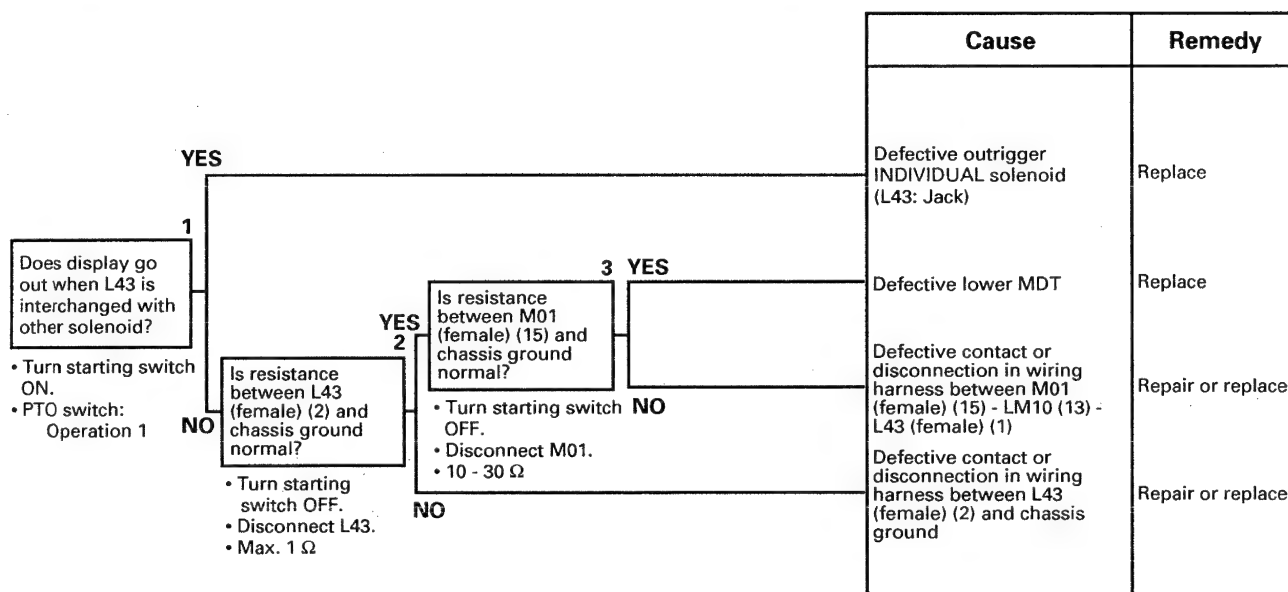 Cause
Remedy
YES
Defective outrigger
INDIVIDUAL solenoid
(L43: Jack)
Replace
1
Does display go
out when L43 is
interchanged with
other solenoid?
• Turn starting switch
ON.
• PTO switch:
Operation 1
NO
YES
2
Is resistance
between L43
(female) (2) and
chassis ground
normal?
• Turn starting
switch OFF.
• Disconnect L43.
• Max. 1 Ω
3 YES
Is resistance
between M01
(female) (15) and
chassis ground
normal?
• Turn starting switch
OFF.
• Disconnect M01.
• 10 - 30 Ω
NO
NO
Defective lower MDT
Replace
Defective contact or
disconnection in wiring
harness between M01
(female) (15) - LM10 (13) -
L43 (female) (1)
Repair or replace
Defective contact or
disconnection in wiring
harness between L43
(female) (2) and chassis
ground
Repair or replace